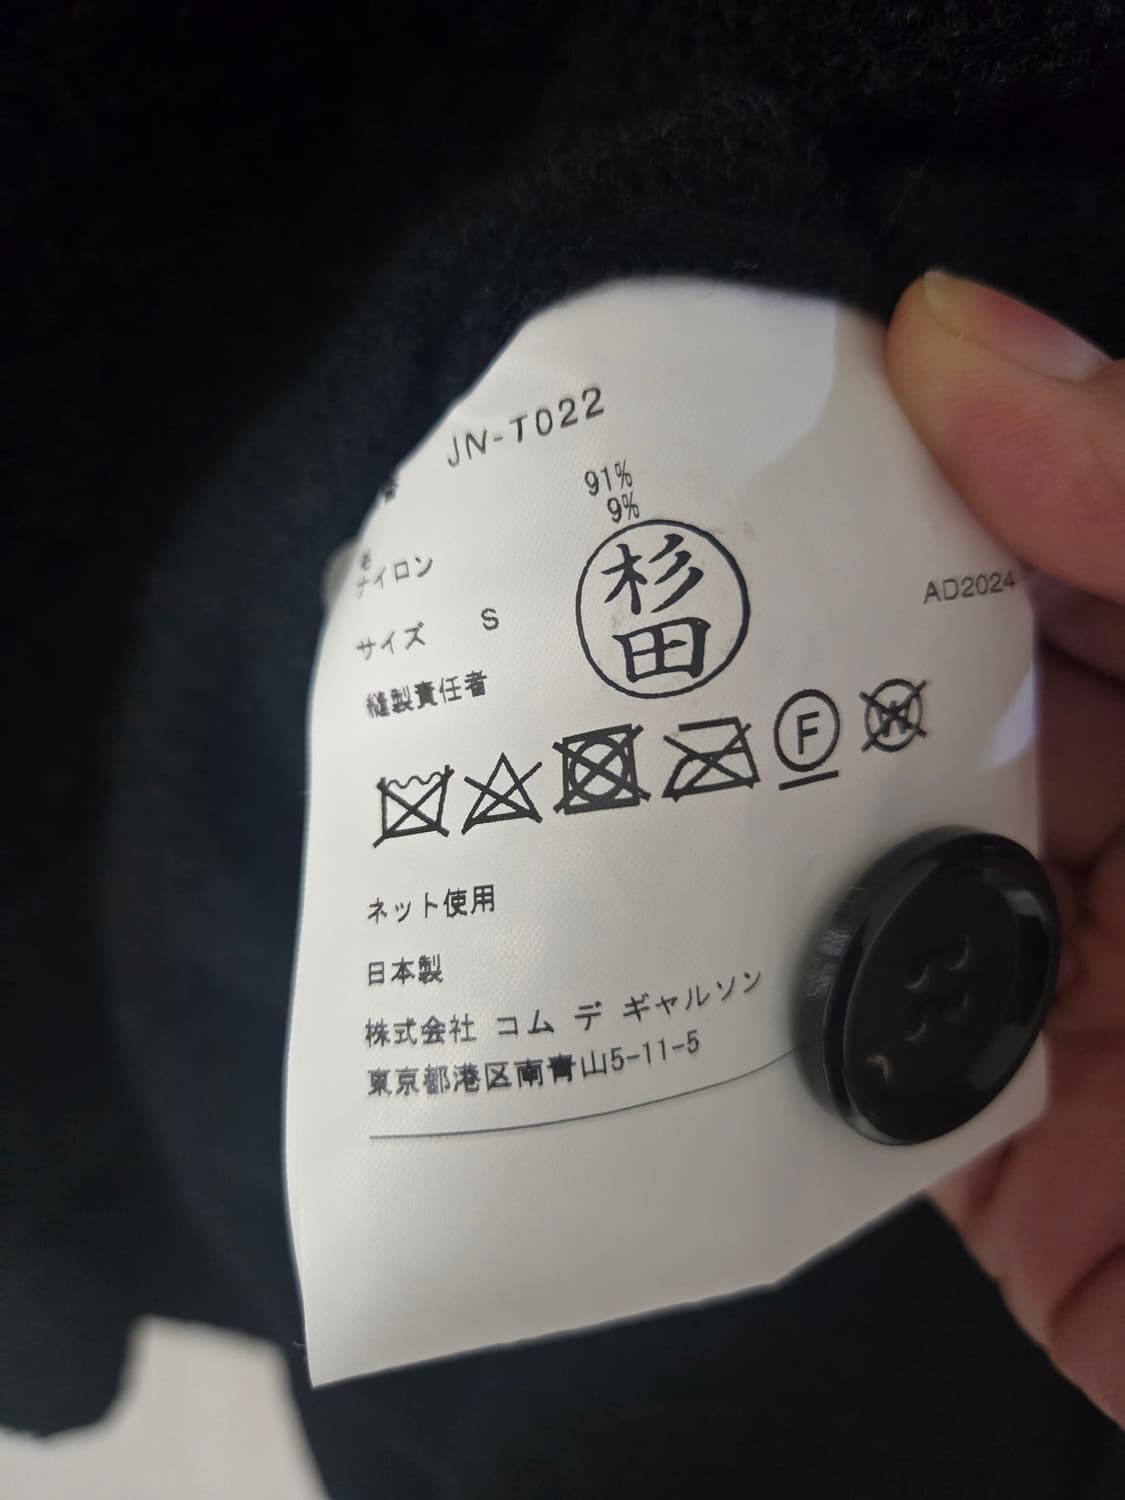 JN-T022
番
毛 91%
ナイロン 9%
サイズ S
杉田
AD2024
縫製責任者
F
W
ネット使用
日本製
株式会社 コム デ ギャルソン
東京都港区南青山5-11-5